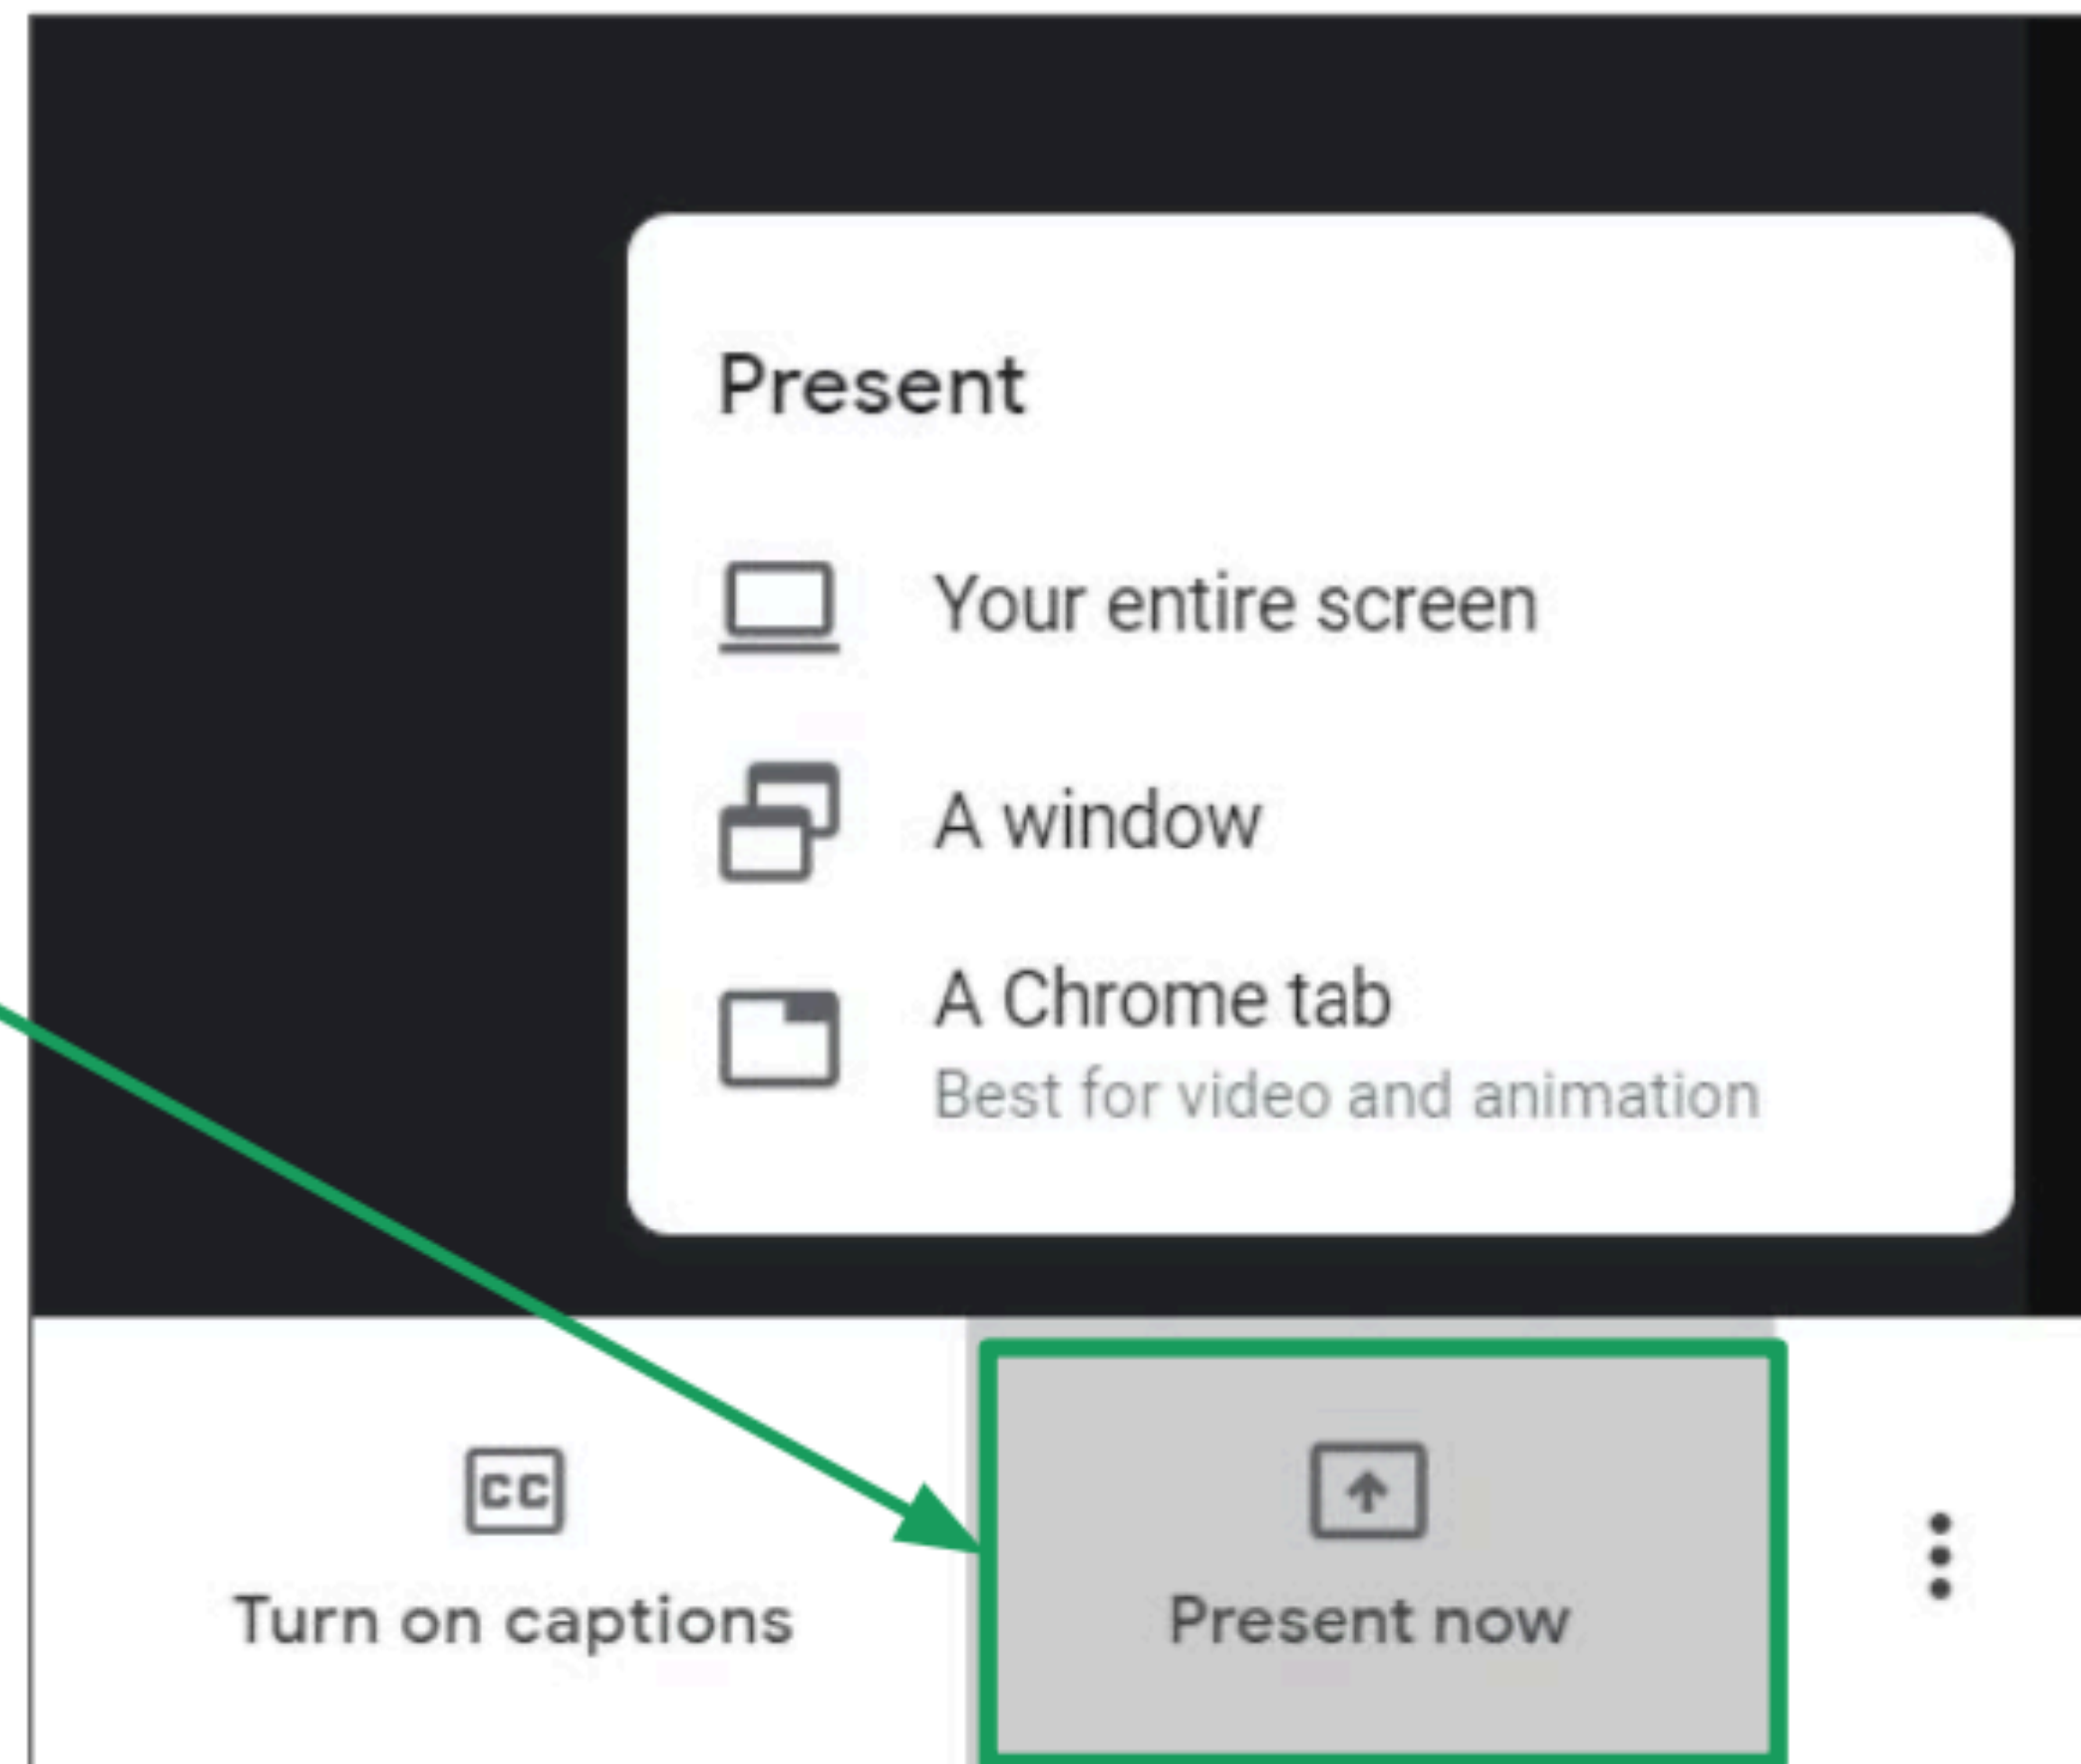 Present
Your entire screen
A window
A Chrome tab
Best for video and animation
CC
Turn on captions
Present now